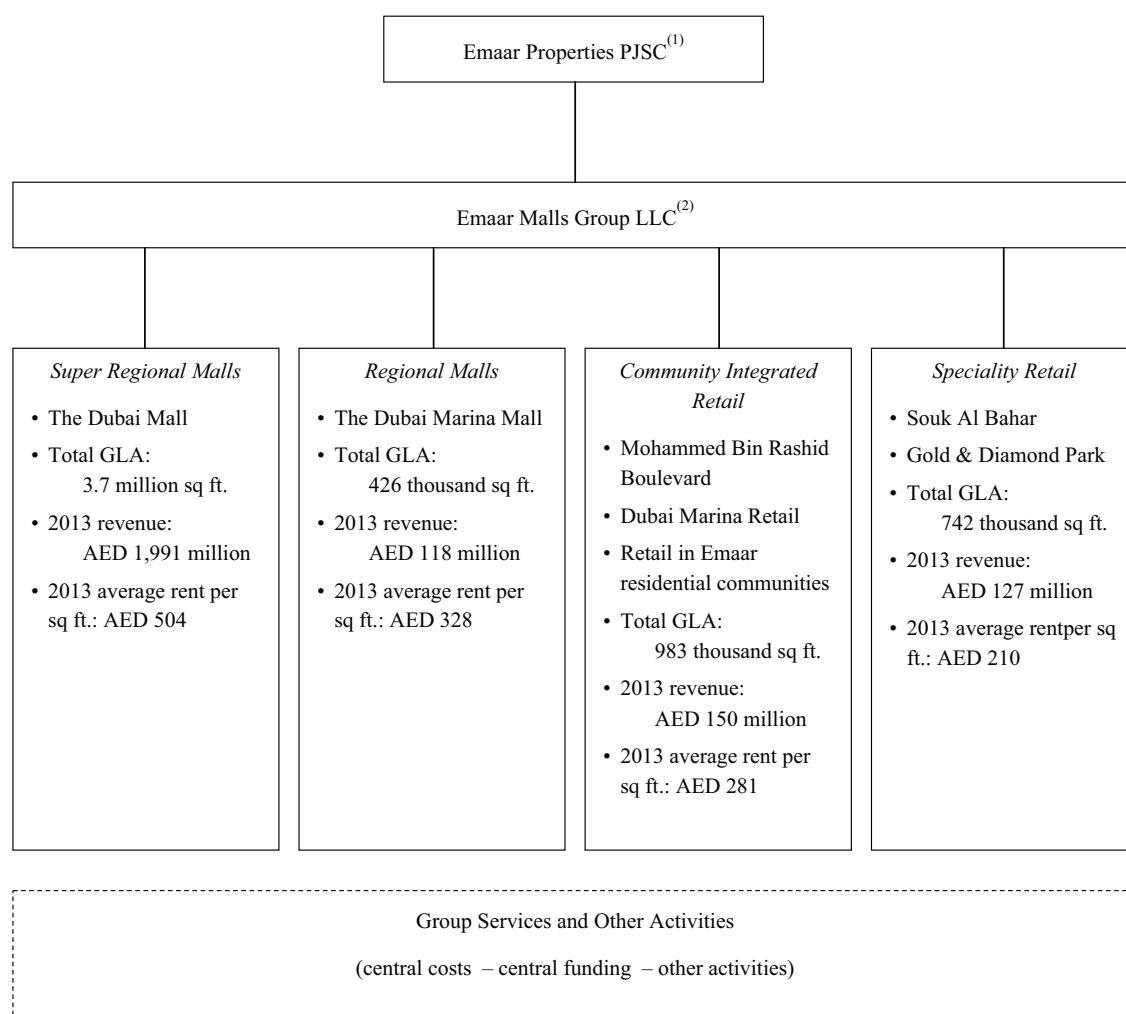 Emaar Properties PJSC(1)
Emaar Malls Group LLC(2)
Super Regional Malls
• The Dubai Mall
• Total GLA:
3.7 million sq ft.
• 2013 revenue:
AED 1,991 million
• 2013 average rent per
sq ft.: AED 504
Regional Malls
• The Dubai Marina Mall
• Total GLA:
426 thousand sq ft.
• 2013 revenue:
AED 118 million
• 2013 average rent per
sq ft.: AED 328
Community Integrated
Retail
• Mohammed Bin Rashid
Boulevard
• Dubai Marina Retail
• Retail in Emaar
residential communities
• Total GLA:
983 thousand sq ft.
• 2013 revenue:
AED 150 million
• 2013 average rent per
sq ft.: AED 281
Speciality Retail
• Souk Al Bahar
• Gold & Diamond Park
• Total GLA:
742 thousand sq ft.
• 2013 revenue:
AED 127 million
• 2013 average rentper sq
ft.: AED 210
Group Services and Other Activities
(central costs – central funding – other activities)